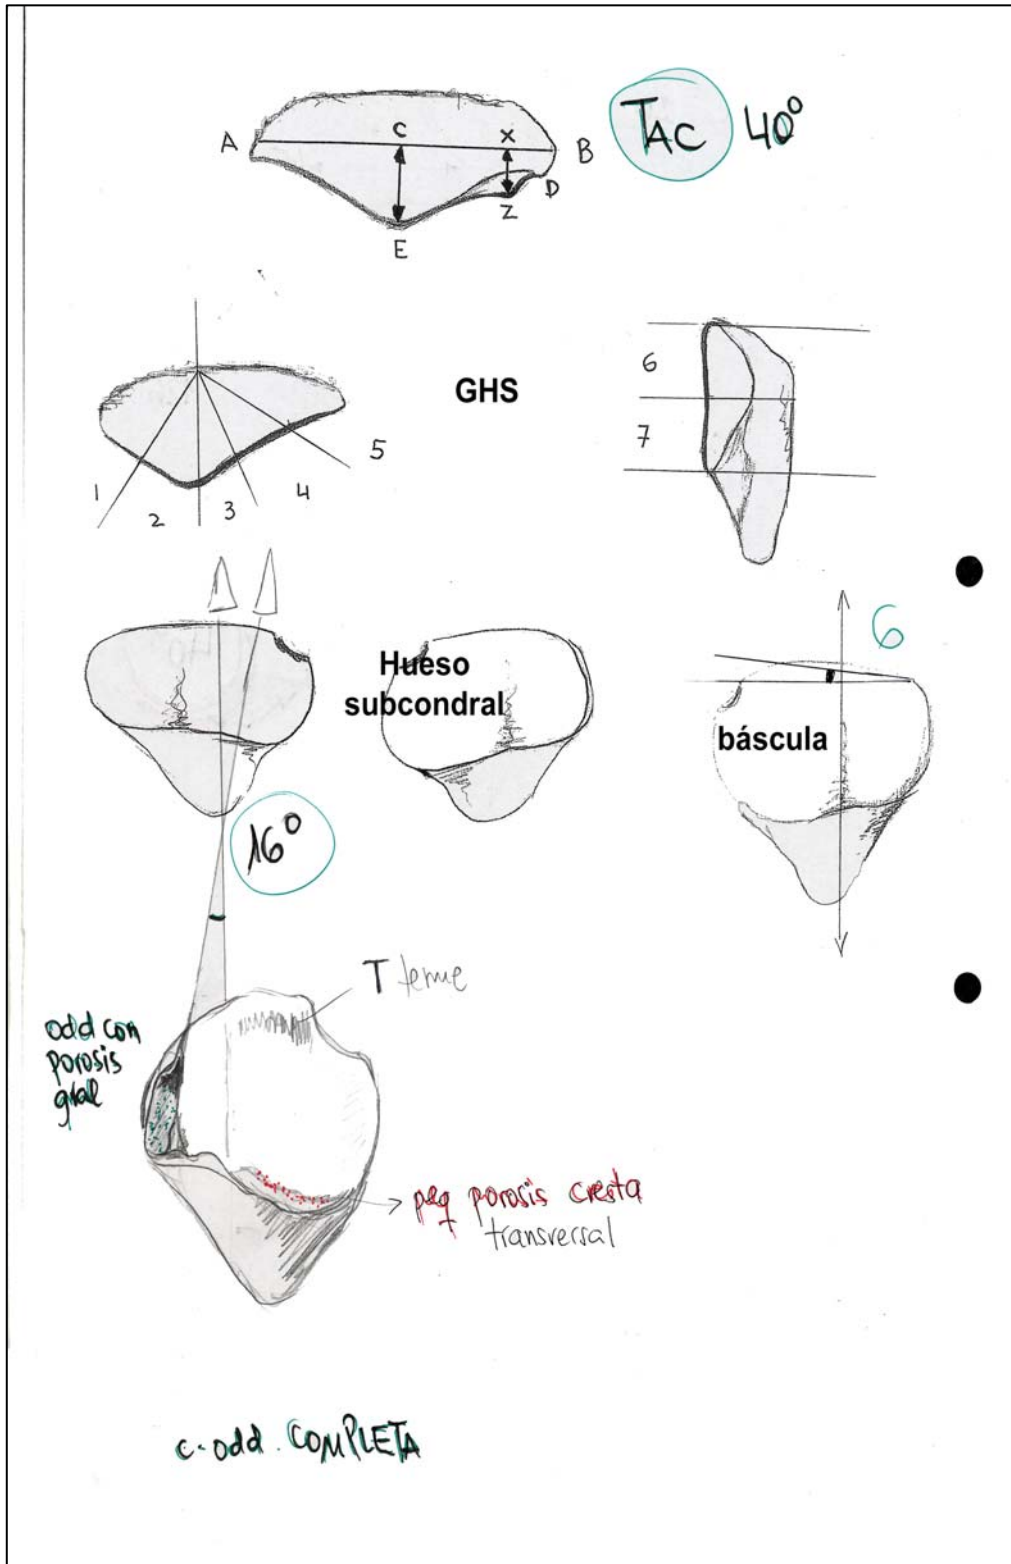 TAC 40°
A C X B
D
Z
E
GHS
6
7
5
1 4
2 3
6
Hueso
subcondral
báscula
16°
T tenue
odd con
porosis
gral
peq porosis cresta
transversal
c. odd. COMPLETA